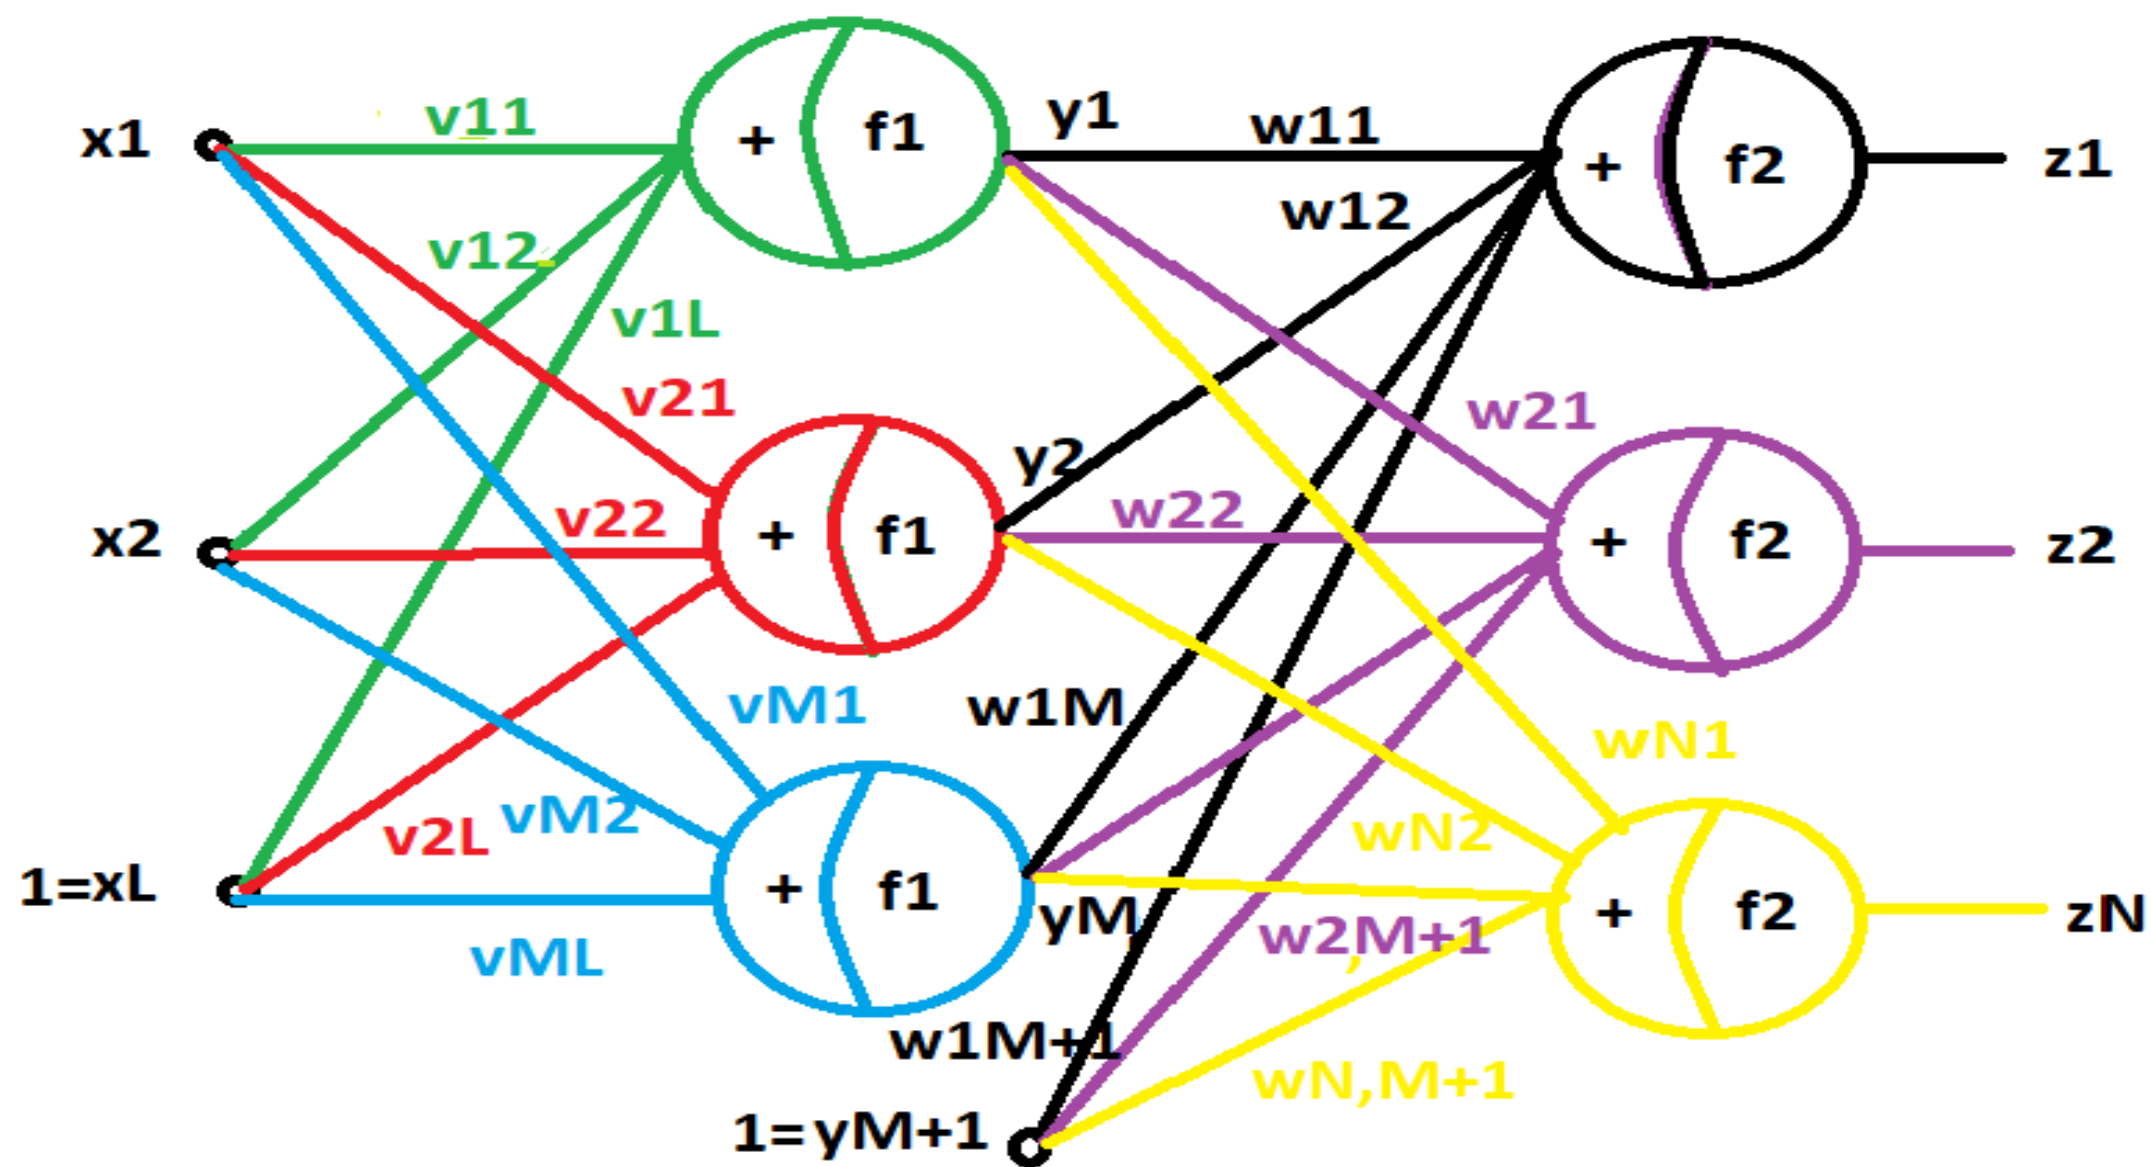 x1
v11
+ f1
y1
w11
+ f2
z1
v12
w12
v1L
v21
w21
x2
v22
+ f1
y2
w22
+ f2
z2
vM1
w1M
wN1
v2L
vM2
wN2
1=xL
vML
+ f1
yM
w2M+1
,
+ f2
zN
w1M+1
wN,M+1
1=yM+1